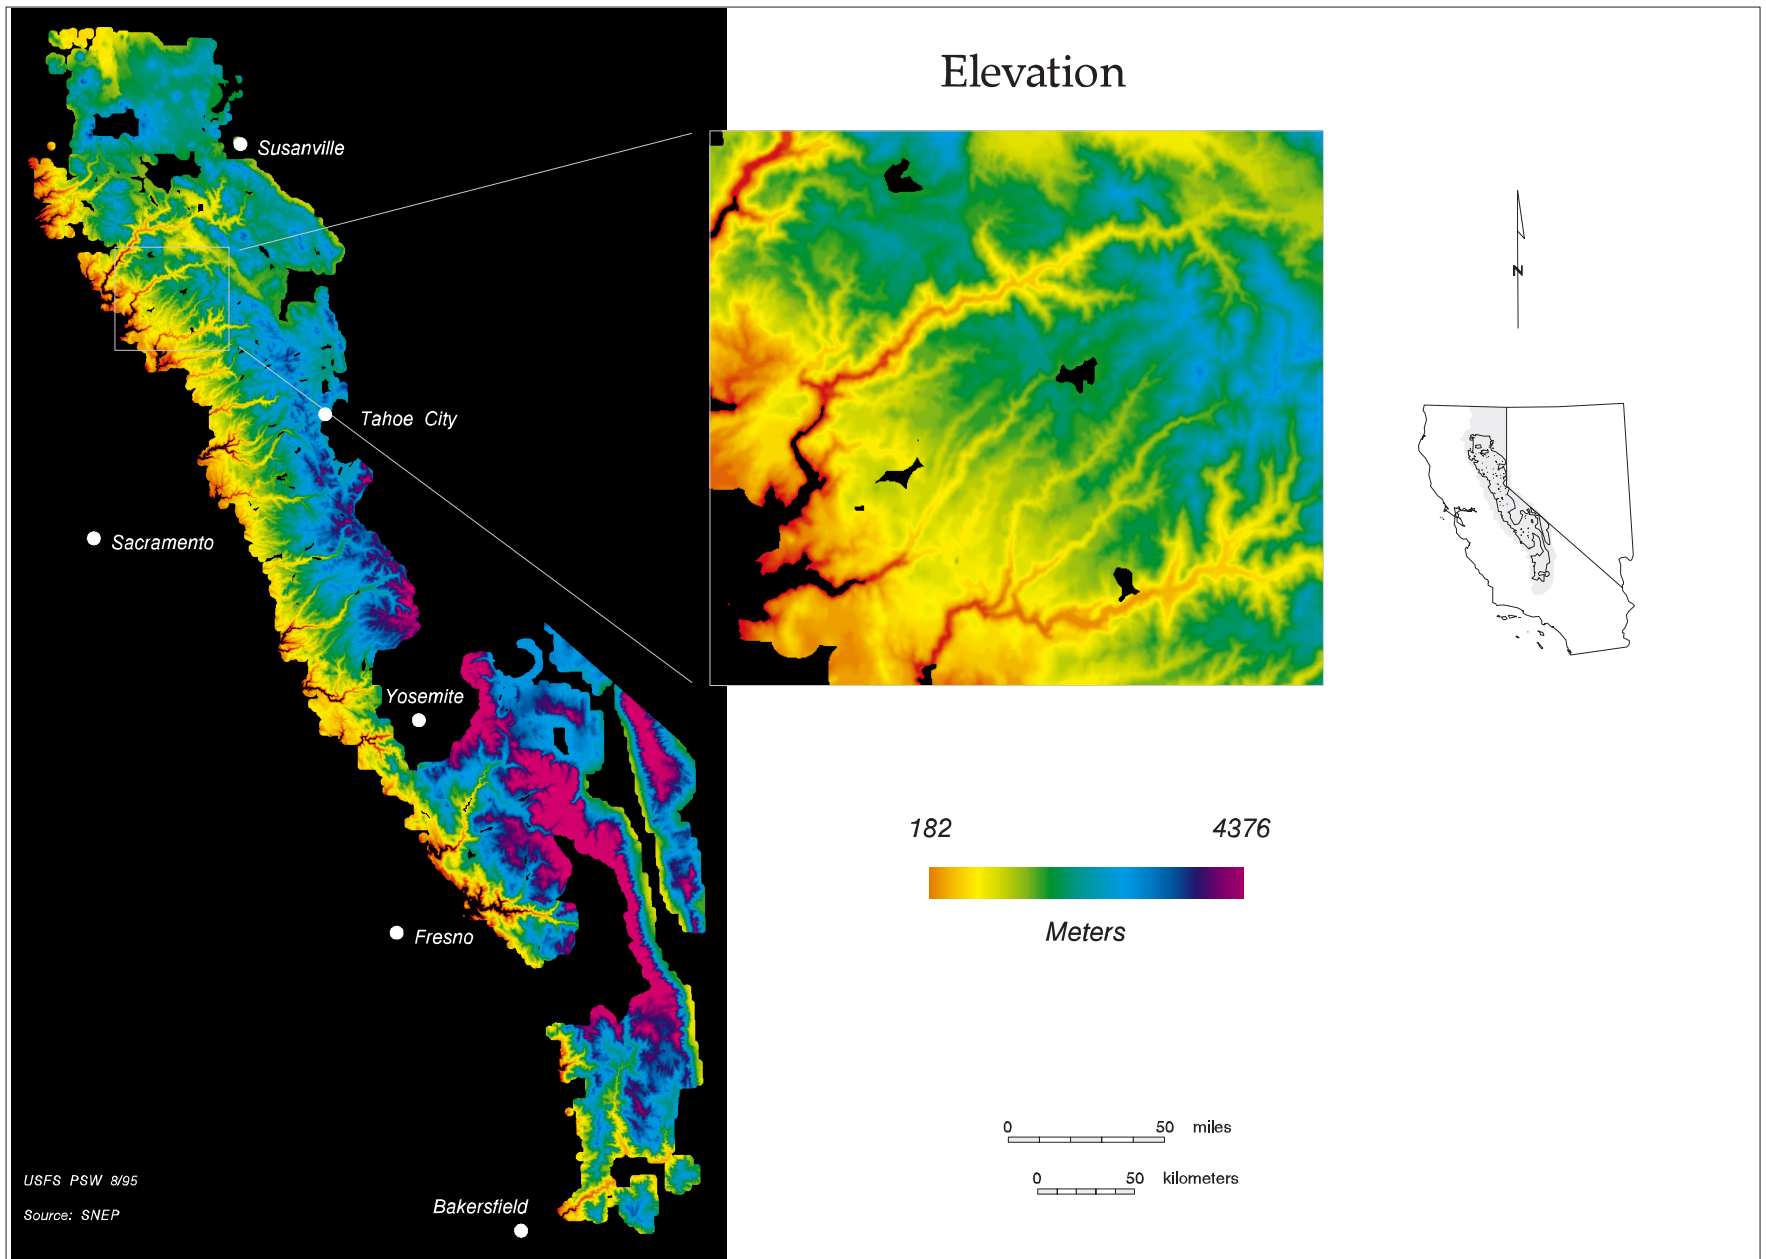 Elevation
Susanville
Tahoe City
Sacramento
Yosemite
Fresno
Bakersfield
USFS PSW 8/95
Source: SNEP
N
182 4376
Meters
0 50 miles
0 50 kilometers